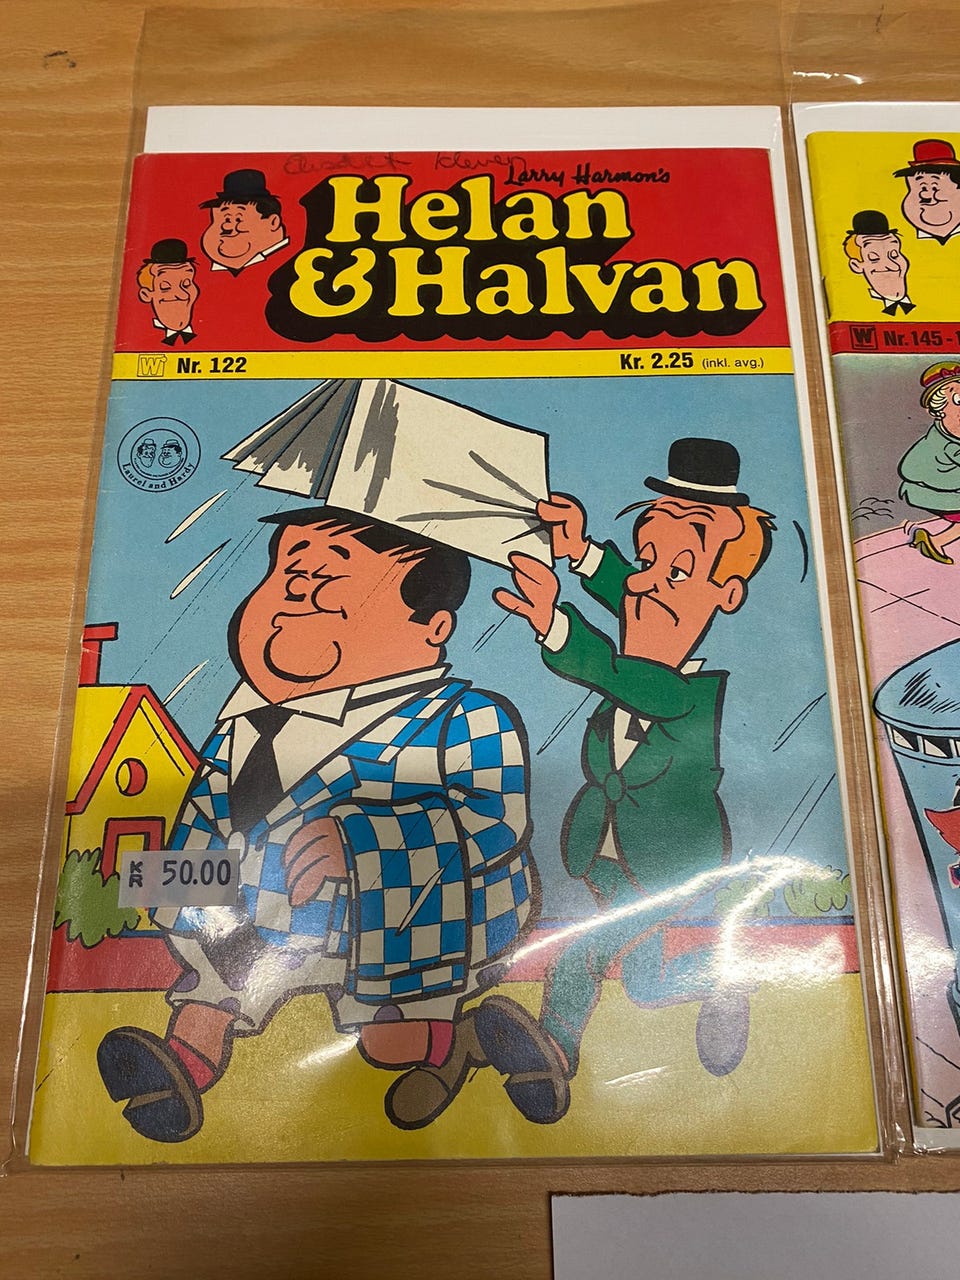 Larry Harmon's
Helan
& Halvan
W Nr. 122
Kr. 2.25 (inkl. avg.)
Laurel and Hardy
KR 50.00
W Nr. 145 -